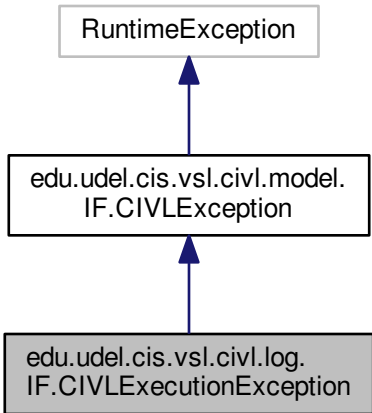 RuntimeException
edu.udel.cis.vsl.civl.model.
IF.CIVLException
edu.udel.cis.vsl.civl.log.
IF.CIVLExecutionException